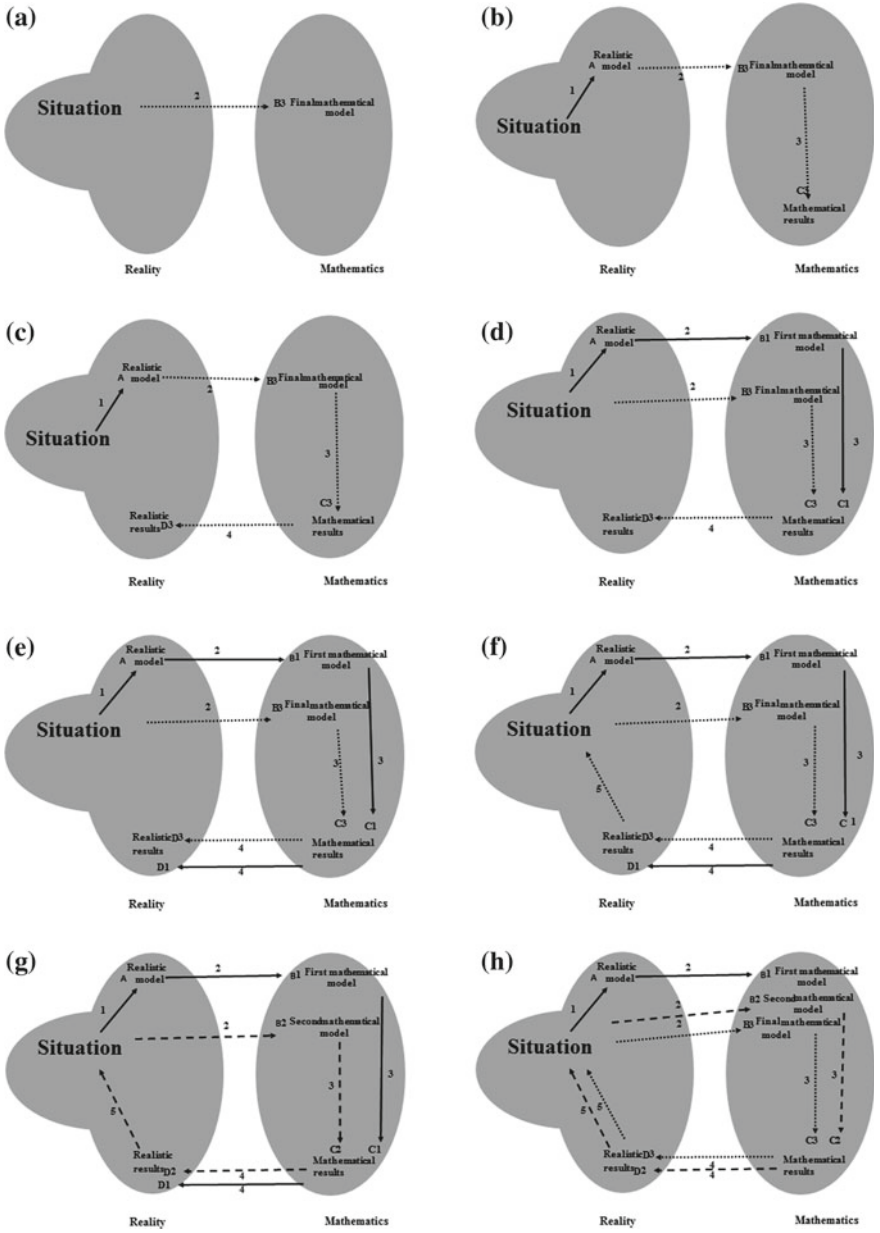 (a)
Situation
2
B3 Finalmathematical
model
Reality
Mathematics
(b)
Realistic
A model
1
2
B3 Finalmathematical
model
Situation
3
C3
Mathematical
results
Reality
Mathematics
(c)
Realistic
A model
1
2
B3 Finalmathematical
model
Situation
3
C3
Realistic
results D3
4
Mathematical
results
Reality
Mathematics
(d)
Realistic
A model
2
B1 First mathematical
model
1
2
B3 Finalmathematical
model
Situation
3
3
C3
C1
Realistic D3
results
4
Mathematical
results
Reality
Mathematics
(e)
Realistic
A model
2
B1 First mathematical
model
1
2
B3 Finalmathematical
model
Situation
3
3
C3
C1
Realistic D3
results
4
Mathematical
results
D1
4
Reality
Mathematics
(f)
Realistic
A model
2
B1 First mathematical
model
1
2
B3 Finalmathematical
model
Situation
3
3
5
C3
C 1
Realistic D3
results
4
Mathematical
results
D1
4
Reality
Mathematics
(g)
Realistic
A model
2
B1 First mathematical
model
1
2
B2 Secondmathematical
model
Situation
3
3
5
C2
C1
Realistic
results D2
4
Mathematical
results
D1
4
Reality
Mathematics
(h)
Realistic
A model
2
B1 First mathematical
model
1
2
B2 Secondmathematical
model
2
B3 Finalmathematical
model
Situation
3
3
5
5
C3
C2
Realistic D3
results D2
4
4
Mathematical
results
Reality
Mathematics